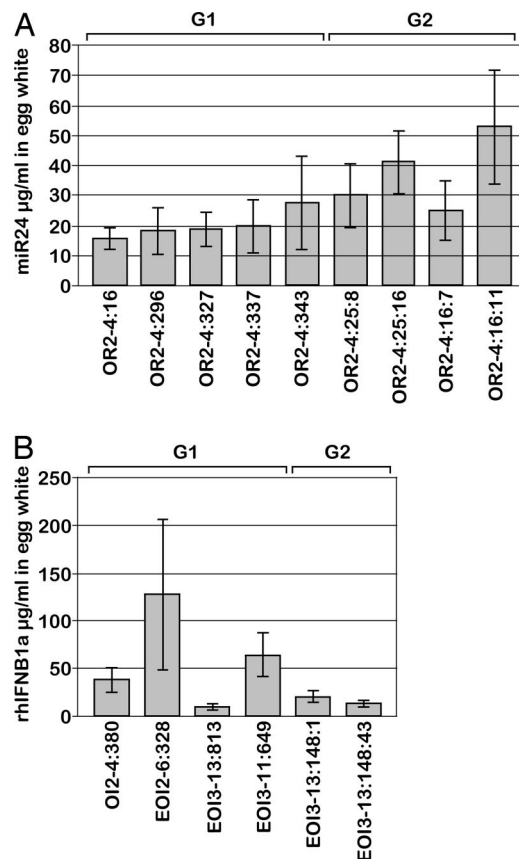 A
G1 G2
miR24 µg/ml in egg white
80
70
60
50
40
30
20
10
0
OR2-4:16
OR2-4:296
OR2-4:327
OR2-4:337
OR2-4:343
OR2-4:25:8
OR2-4:25:16
OR2-4:16:7
OR2-4:16:11
B
G1 G2
rhIFNB1a µg/ml in egg white
250
200
150
100
50
0
OI2-4:380
EOI2-6:328
EOI3-13:813
EOI3-11:649
EOI3-13:148:1
EOI3-13:148:43